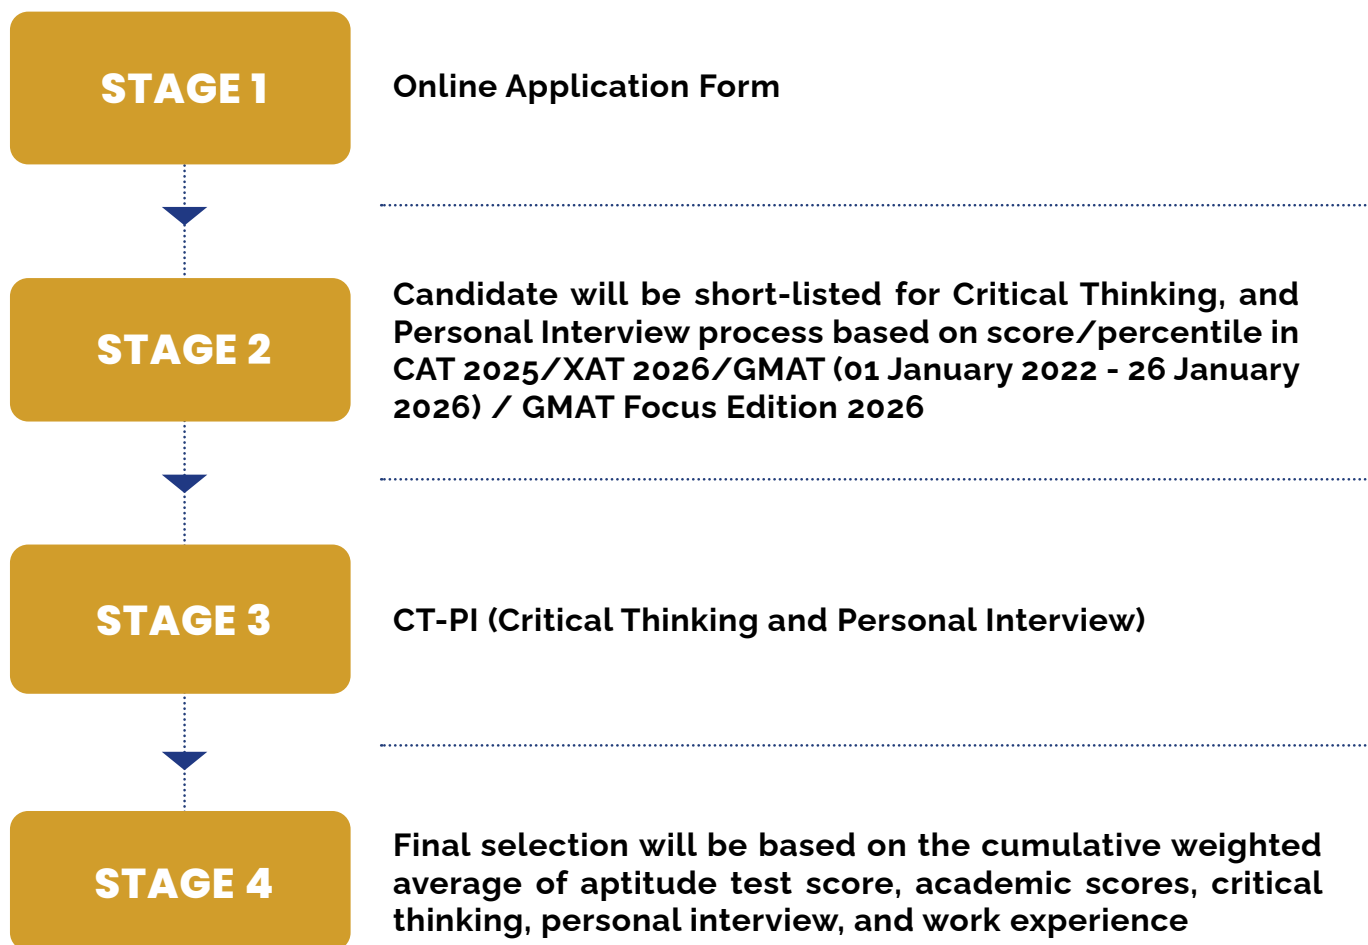 STAGE 1
Online Application Form
STAGE 2
Candidate will be short-listed for Critical Thinking, and
Personal Interview process based on score/percentile in
CAT 2025/XAT 2026/GMAT (01 January 2022 - 26 January
2026) / GMAT Focus Edition 2026
STAGE 3
CT-PI (Critical Thinking and Personal Interview)
STAGE 4
Final selection will be based on the cumulative weighted
average of aptitude test score, academic scores, critical
thinking, personal interview, and work experience